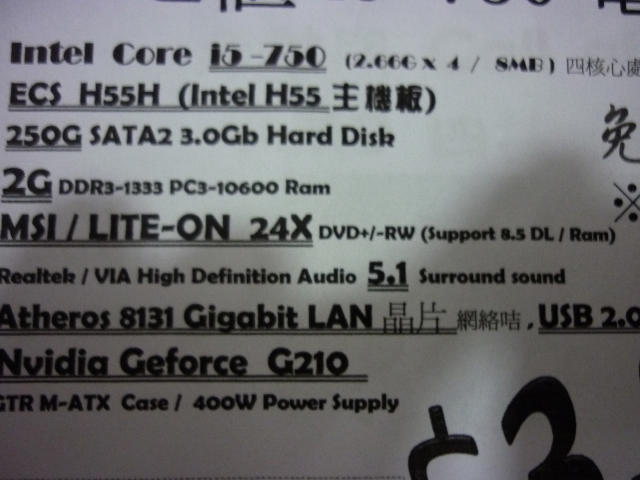 Intel Core i5-750 (2.66G x 4 / 8MB) 四核心處
ECS H55H (Intel H55 主機板)
250G SATA2 3.0Gb Hard Disk
免
2G DDR3-1333 PC3-10600 Ram
※
MSI / LITE-ON 24X DVD+/-RW (Support 8.5 DL / Ram)
Realtek / VIA High Definition Audio 5.1 Surround sound
Atheros 8131 Gigabit LAN 晶片 網絡咭, USB 2.0
Nvidia Geforce G210
GTR M-ATX Case / 400W Power Supply
$3